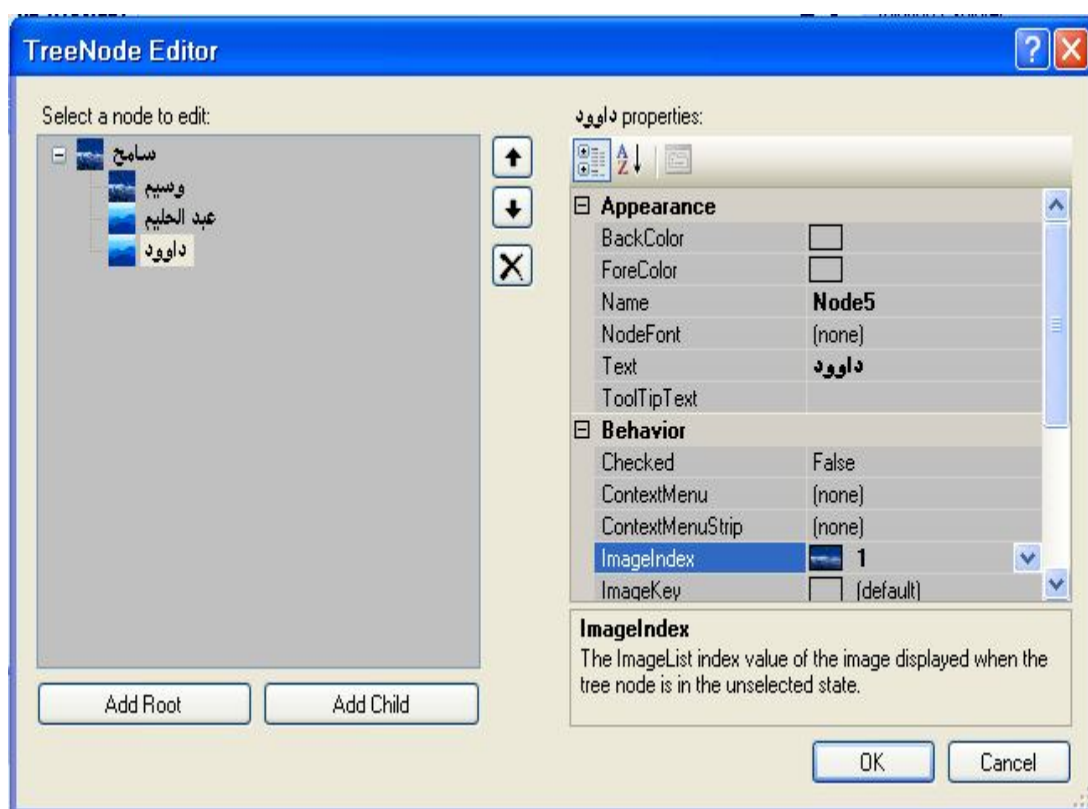 TreeNode Editor
Select a node to edit:
سامح
وسيم
عبد الحليم
داوود
Add Root
Add Child
داوود properties:
Appearance
BackColor
ForeColor
Name Node5
NodeFont (none)
Text داوود
ToolTipText
Behavior
Checked False
ContextMenu (none)
ContextMenuStrip (none)
ImageIndex 1
ImageKey (default)
ImageIndex
The ImageList index value of the image displayed when the
tree node is in the unselected state.
OK
Cancel